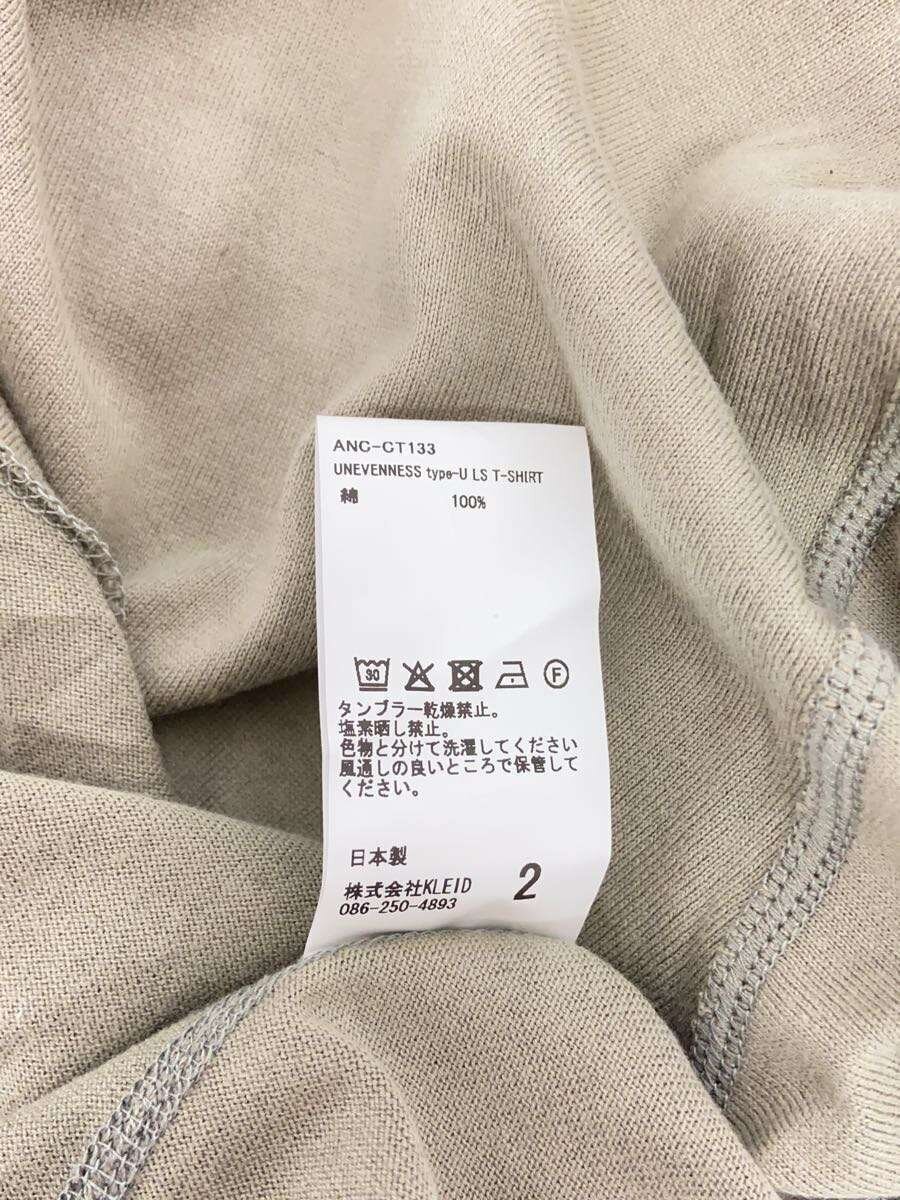 ANC-CT133
UNEVENNESS type-U LS T-SHIRT
綿 100%
30
F
タンブラー乾燥禁止。
塩素晒し禁止。
色物と分けて洗濯してください
風通しの良いところで保管して
ください。
日本製
株式会社KLEID
086-250-4893
2